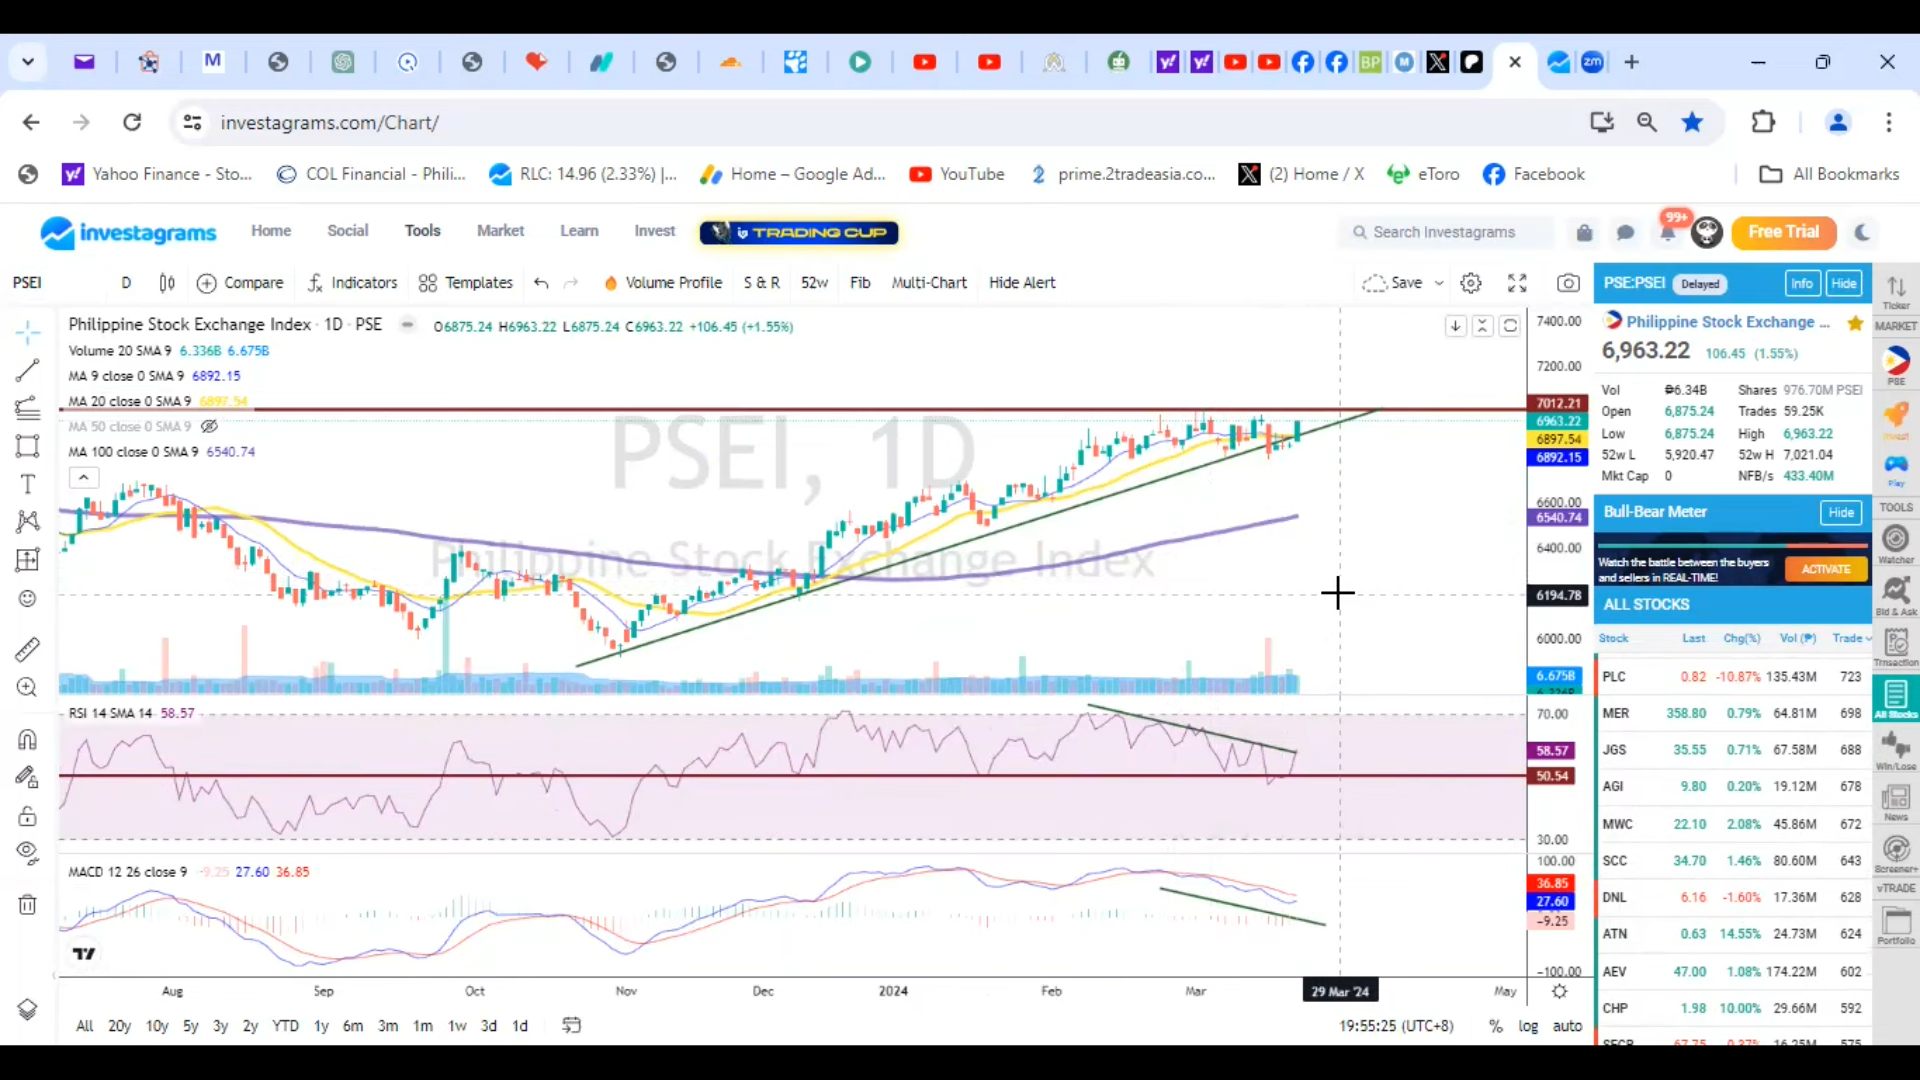 M
BP
M
zm
investagrams.com/Chart/
Yahoo Finance - Sto...
COL Financial - Phili...
RLC: 14.96 (2.33%) |...
Home – Google Ad...
YouTube
prime.2tradeasia.co...
(2) Home / X
eToro
Facebook
All Bookmarks
investagrams
Home
Social
Tools
Market
Learn
Invest
TRADING CUP
Search Investagrams
99+
Free Trial
PSEI
D
Compare
Indicators
Templates
Volume Profile
S & R
52w
Fib
Multi-Chart
Hide Alert
Save
PSE:PSEI
Delayed
Info
Hide
Ticker
Philippine Stock Exchange Index · 1D · PSE
O6875.24 H6963.22 L6875.24 C6963.22 +106.45 (+1.55%)
Volume 20 SMA 9 6.336B 6.675B
MA 9 close 0 SMA 9 6892.15
MA 20 close 0 SMA 9 6897.54
MA 50 close 0 SMA 9
MA 100 close 0 SMA 9 6540.74
PSEI, 1D
Philippine Stock Exchange Index
7400.00
7200.00
7012.21
6963.22
6897.54
6892.15
6600.00
6540.74
6400.00
6194.78
6000.00
6.675B
RSI 14 SMA 14 58.57
70.00
58.57
50.54
30.00
MACD 12 26 close 9 -9.25 27.60 36.85
100.00
36.85
27.60
-9.25
-100.00
Aug
Sep
Oct
Nov
Dec
2024
Feb
Mar
29 Mar '24
May
All 20y 10y 5y 3y 2y YTD 1y 6m 3m 1m 1w 3d 1d
19:55:25 (UTC+8)
% log auto
Philippine Stock Exchange ...
6,963.22 106.45 (1.55%)
Vol ₱6.34B Shares 976.70M PSEI
Open 6,875.24 Trades 59.25K
Low 6,875.24 High 6,963.22
52w L 5,920.47 52w H 7,021.04
Mkt Cap 0 NFB/s 433.40M
Bull-Bear Meter
Hide
Watch the battle between the buyers
and sellers in REAL-TIME!
ACTIVATE
ALL STOCKS
Stock Last Chg(%) Vol (₱) Trade
PLC 0.82 -10.87% 135.43M 723
MER 358.80 0.79% 64.81M 698
JGS 35.55 0.71% 67.58M 688
AGI 9.80 0.20% 19.12M 678
MWC 22.10 2.08% 45.86M 672
SCC 34.70 1.46% 80.60M 643
DNL 6.16 -1.60% 17.36M 628
ATN 0.63 14.55% 24.73M 624
AEV 47.00 1.08% 174.22M 602
CHP 1.98 10.00% 29.66M 592
MARKET
PSE
Invest
Play
TOOLS
Watcher
Bid & Ask
Trnsaction
All Stocks
Win/Lose
News
Screener+
vTRADE
Portfolio